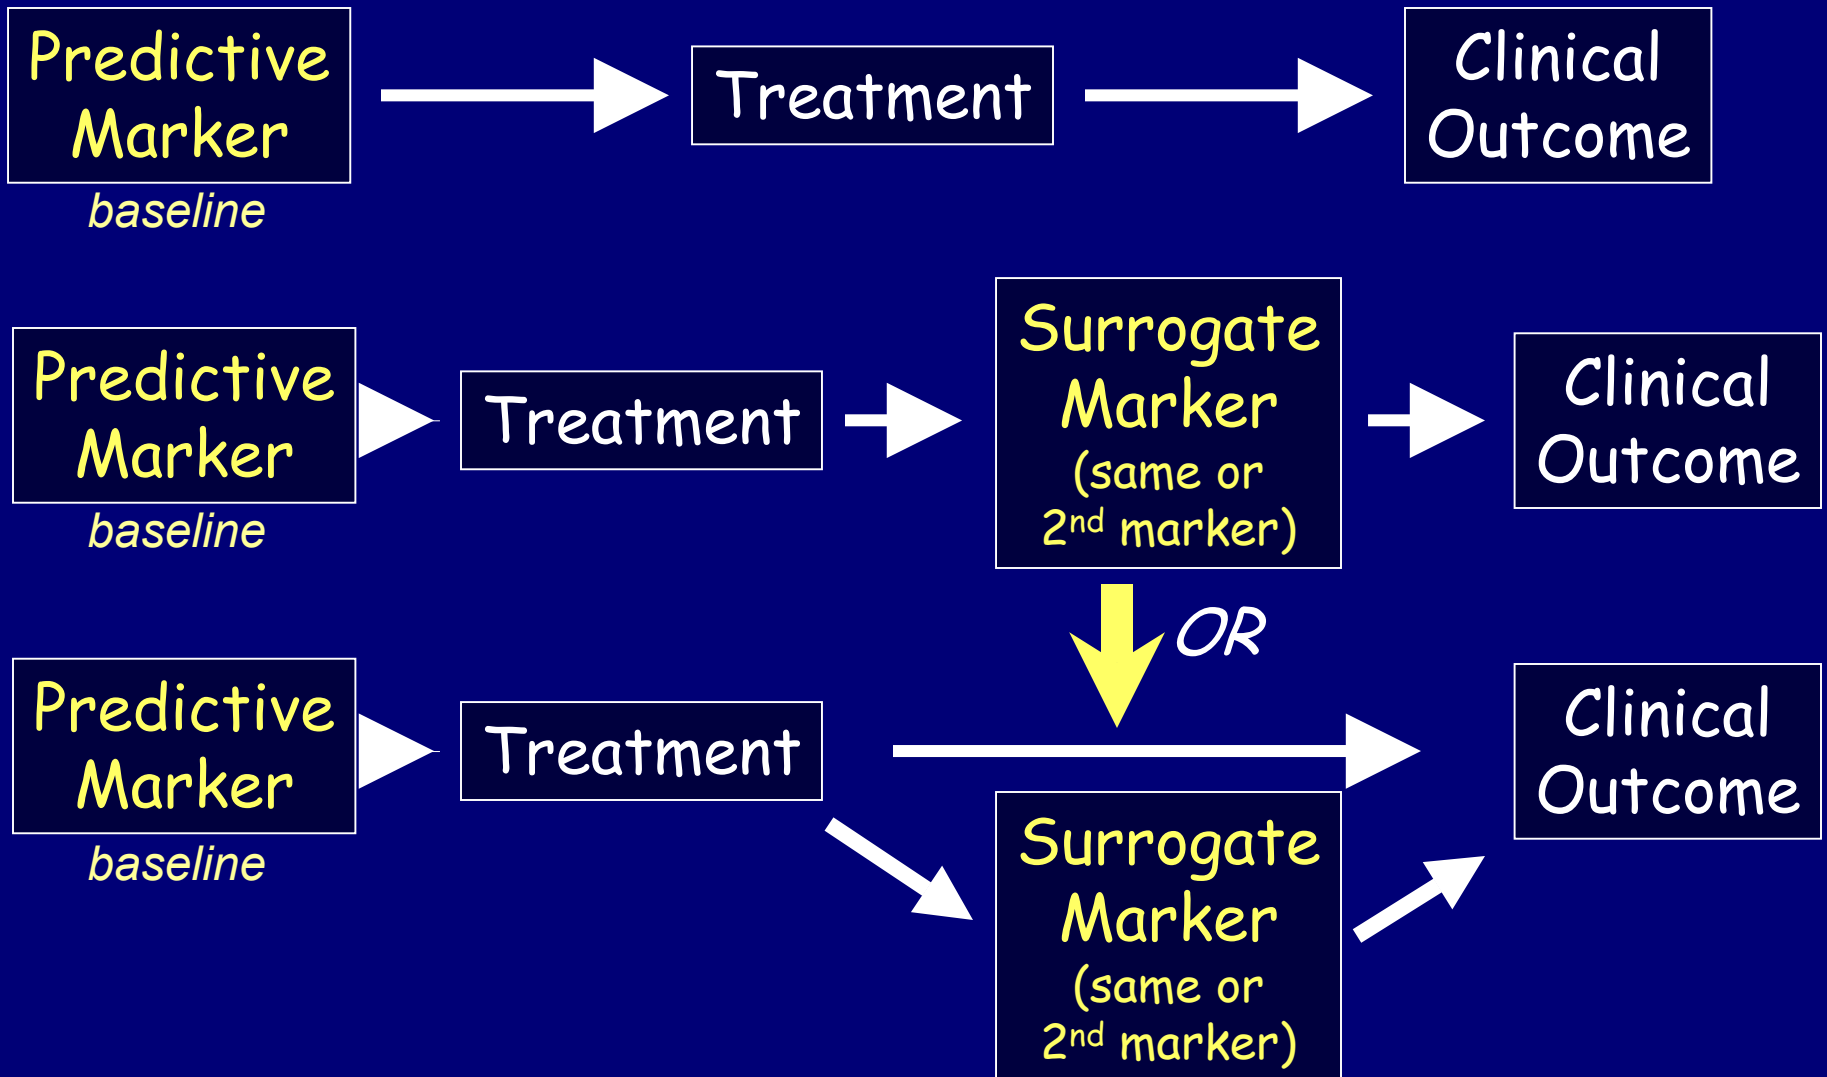 Predictive
Marker
baseline
Treatment
Clinical
Outcome
Predictive
Marker
baseline
Treatment
Surrogate
Marker
(same or
2nd marker)
Clinical
Outcome
OR
Predictive
Marker
baseline
Treatment
Surrogate
Marker
(same or
2nd marker)
Clinical
Outcome